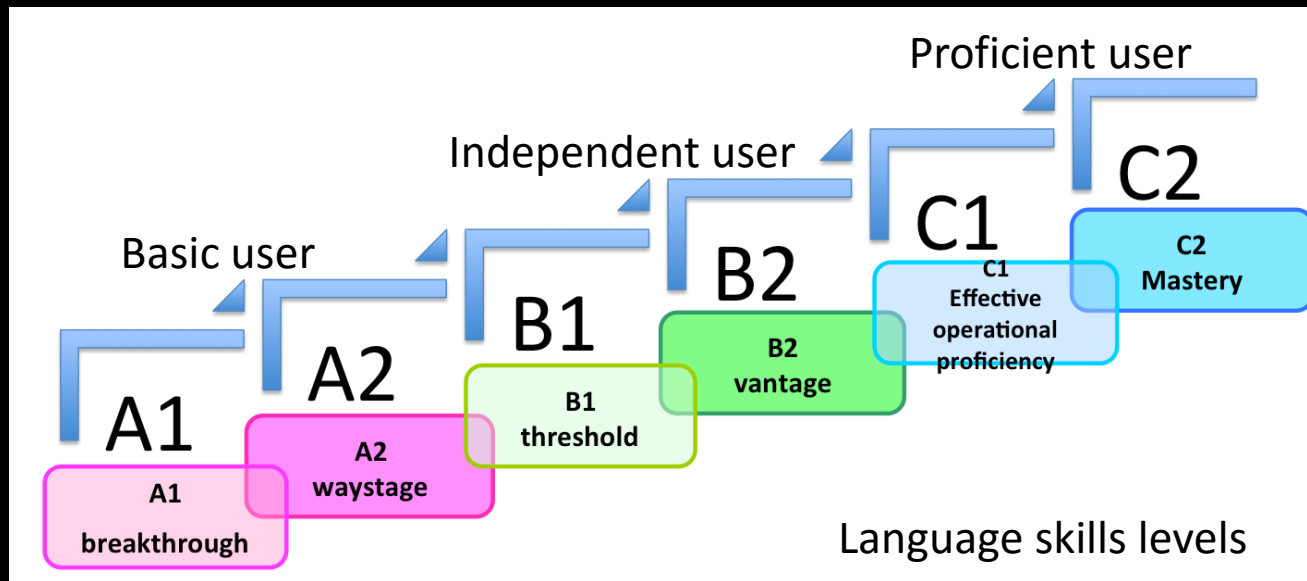 Proficient user
Independent user
Basic user
A1
A2
B1
B2
C1
C2
A1
breakthrough
A2
waystage
B1
threshold
B2
vantage
C1
Effective
operational
proficiency
C2
Mastery
Language skills levels